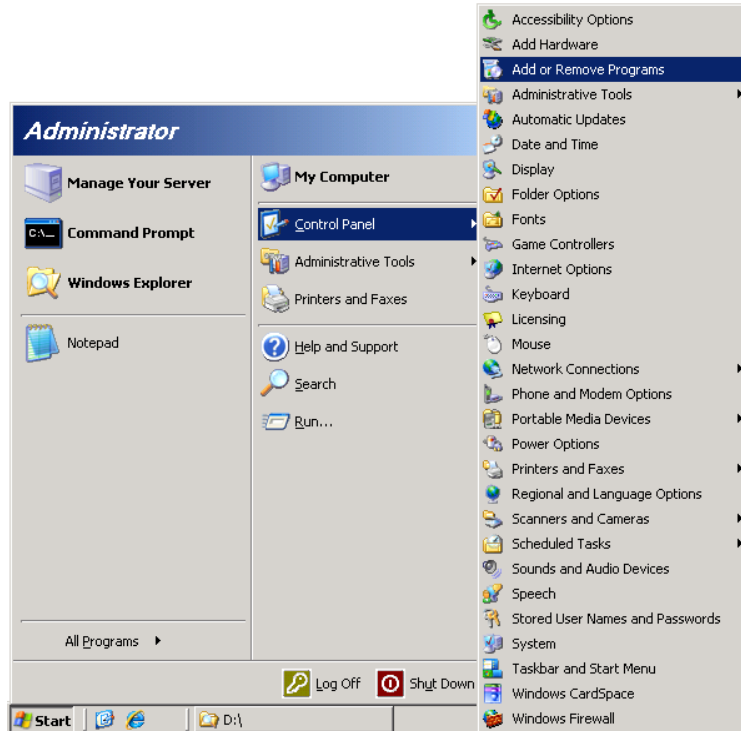 Administrator
Manage Your Server
Command Prompt
Windows Explorer
Notepad
All Programs
My Computer
Control Panel
Administrative Tools
Printers and Faxes
Help and Support
Search
Run...
Log Off
Shut Down
Start
D:\
Accessibility Options
Add Hardware
Add or Remove Programs
Administrative Tools
Automatic Updates
Date and Time
Display
Folder Options
Fonts
Game Controllers
Internet Options
Keyboard
Licensing
Mouse
Network Connections
Phone and Modem Options
Portable Media Devices
Power Options
Printers and Faxes
Regional and Language Options
Scanners and Cameras
Scheduled Tasks
Sounds and Audio Devices
Speech
Stored User Names and Passwords
System
Taskbar and Start Menu
Windows CardSpace
Windows Firewall